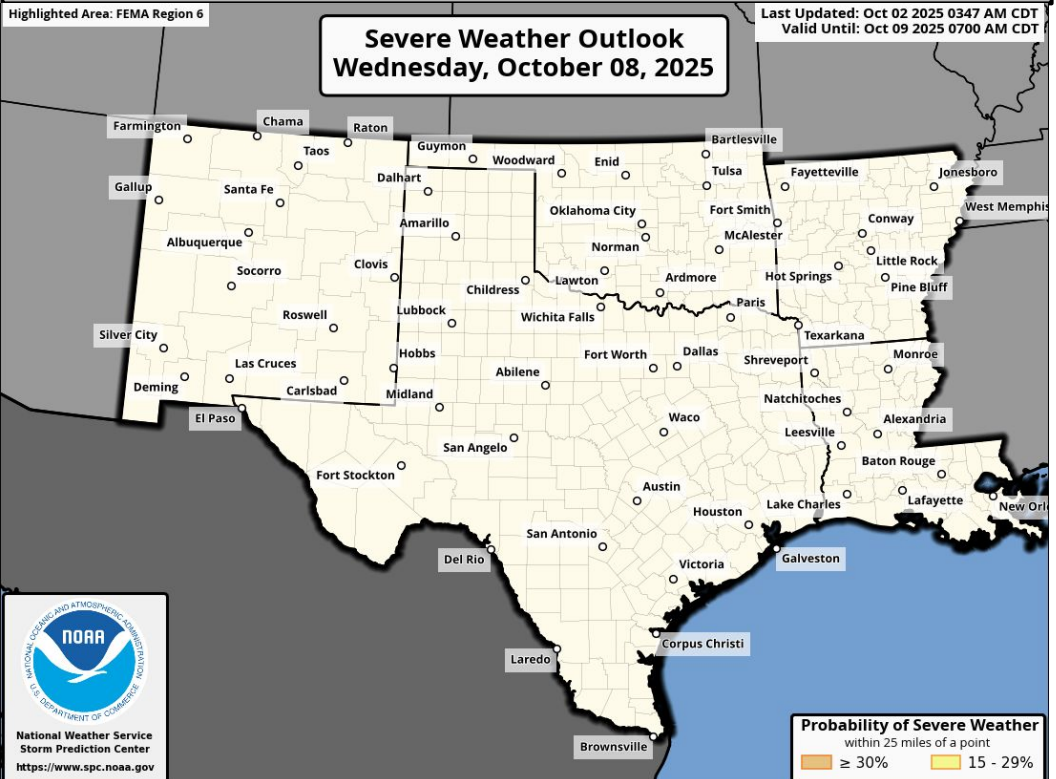 Highlighted Area: FEMA Region 6
Last Updated: Oct 02 2025 0347 AM CDT
Valid Until: Oct 09 2025 0700 AM CDT
Severe Weather Outlook
Wednesday, October 08, 2025
Farmington
Chama
Raton
Taos
Guymon
Woodward
Enid
Bartlesville
Tulsa
Fayetteville
Jonesboro
Gallup
Santa Fe
Dalhart
Oklahoma City
Fort Smith
West Memphis
Albuquerque
Amarillo
Norman
McAlester
Conway
Socorro
Clovis
Childress
Lawton
Ardmore
Hot Springs
Little Rock
Pine Bluff
Roswell
Lubbock
Wichita Falls
Paris
Texarkana
Silver City
Hobbs
Fort Worth
Dallas
Shreveport
Monroe
Las Cruces
Abilene
Deming
Carlsbad
Midland
Natchitoches
El Paso
Waco
Leesville
Alexandria
San Angelo
Fort Stockton
Baton Rouge
Austin
Houston
Lake Charles
Lafayette
New Orl
San Antonio
Del Rio
Galveston
Victoria
Laredo
Corpus Christi
Brownsville
NATIONAL OCEANIC AND ATMOSPHERIC ADMINISTRATION
NOAA
U.S. DEPARTMENT OF COMMERCE
National Weather Service
Storm Prediction Center
https://www.spc.noaa.gov
Probability of Severe Weather
within 25 miles of a point
≥ 30%
15 - 29%